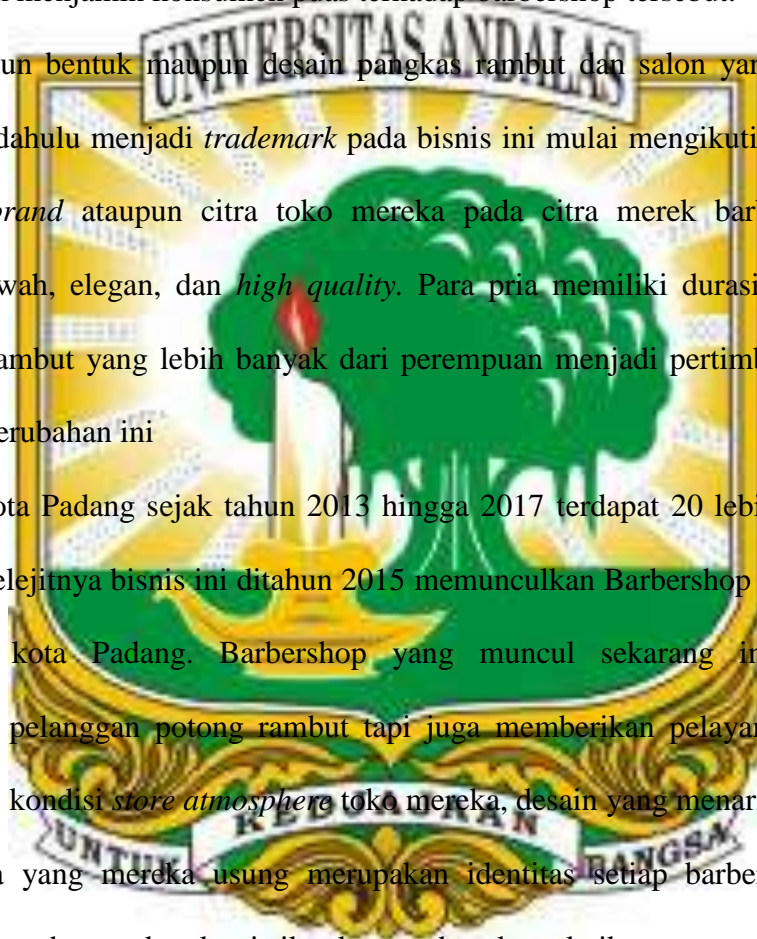 menjamin konsumen puas terhadap barbershop tersebut.
UNIVERSITAS ANDALAS
un bentuk maupun desain pangkas rambut dan salon yan
dahulu menjadi trademark pada bisnis ini mulai mengikuti
brand ataupun citra toko mereka pada citra merek barb
wah, elegan, dan high quality. Para pria memiliki durasi
ambut yang lebih banyak dari perempuan menjadi pertimb
erubahan ini
ota Padang sejak tahun 2013 hingga 2017 terdapat 20 lebi
elejitnya bisnis ini ditahun 2015 memunculkan Barbershop
kota Padang. Barbershop yang muncul sekarang in
pelanggan potong rambut tapi juga memberikan pelayan
kondisi store atmosphere toko mereka, desain yang menari
UNTUK KEDJAJAAN BANGSA
yang mereka usung merupakan identitas setiap barber